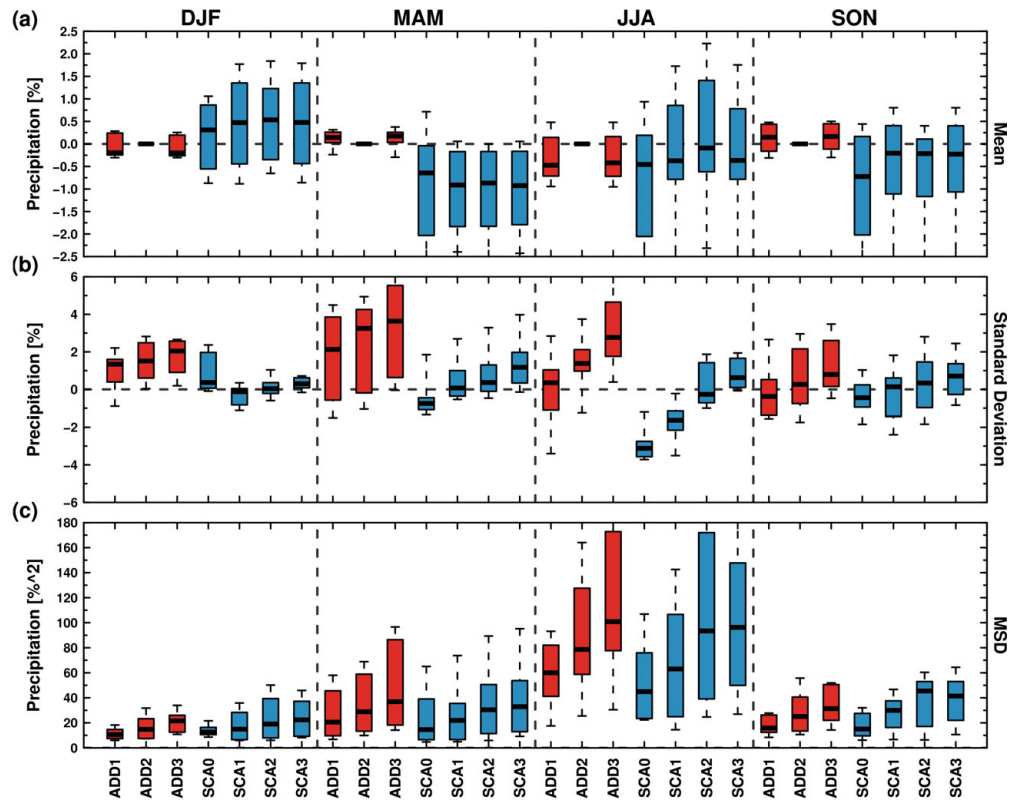 (a) DJF MAM JJA SON
2.5
2.0
1.5
1.0
0.5
0.0
-0.5
-1.0
-1.5
-2.0
-2.5
Precipitation [%]
Mean
(b)
6
4
2
0
-2
-4
-6
Precipitation [%]
Standard Deviation
(c)
180
160
140
120
100
80
60
40
20
0
Precipitation [%^2]
MSD
ADD1 ADD2 ADD3 SCA0 SCA1 SCA2 SCA3 ADD1 ADD2 ADD3 SCA0 SCA1 SCA2 SCA3 ADD1 ADD2 ADD3 SCA0 SCA1 SCA2 SCA3 ADD1 ADD2 ADD3 SCA0 SCA1 SCA2 SCA3